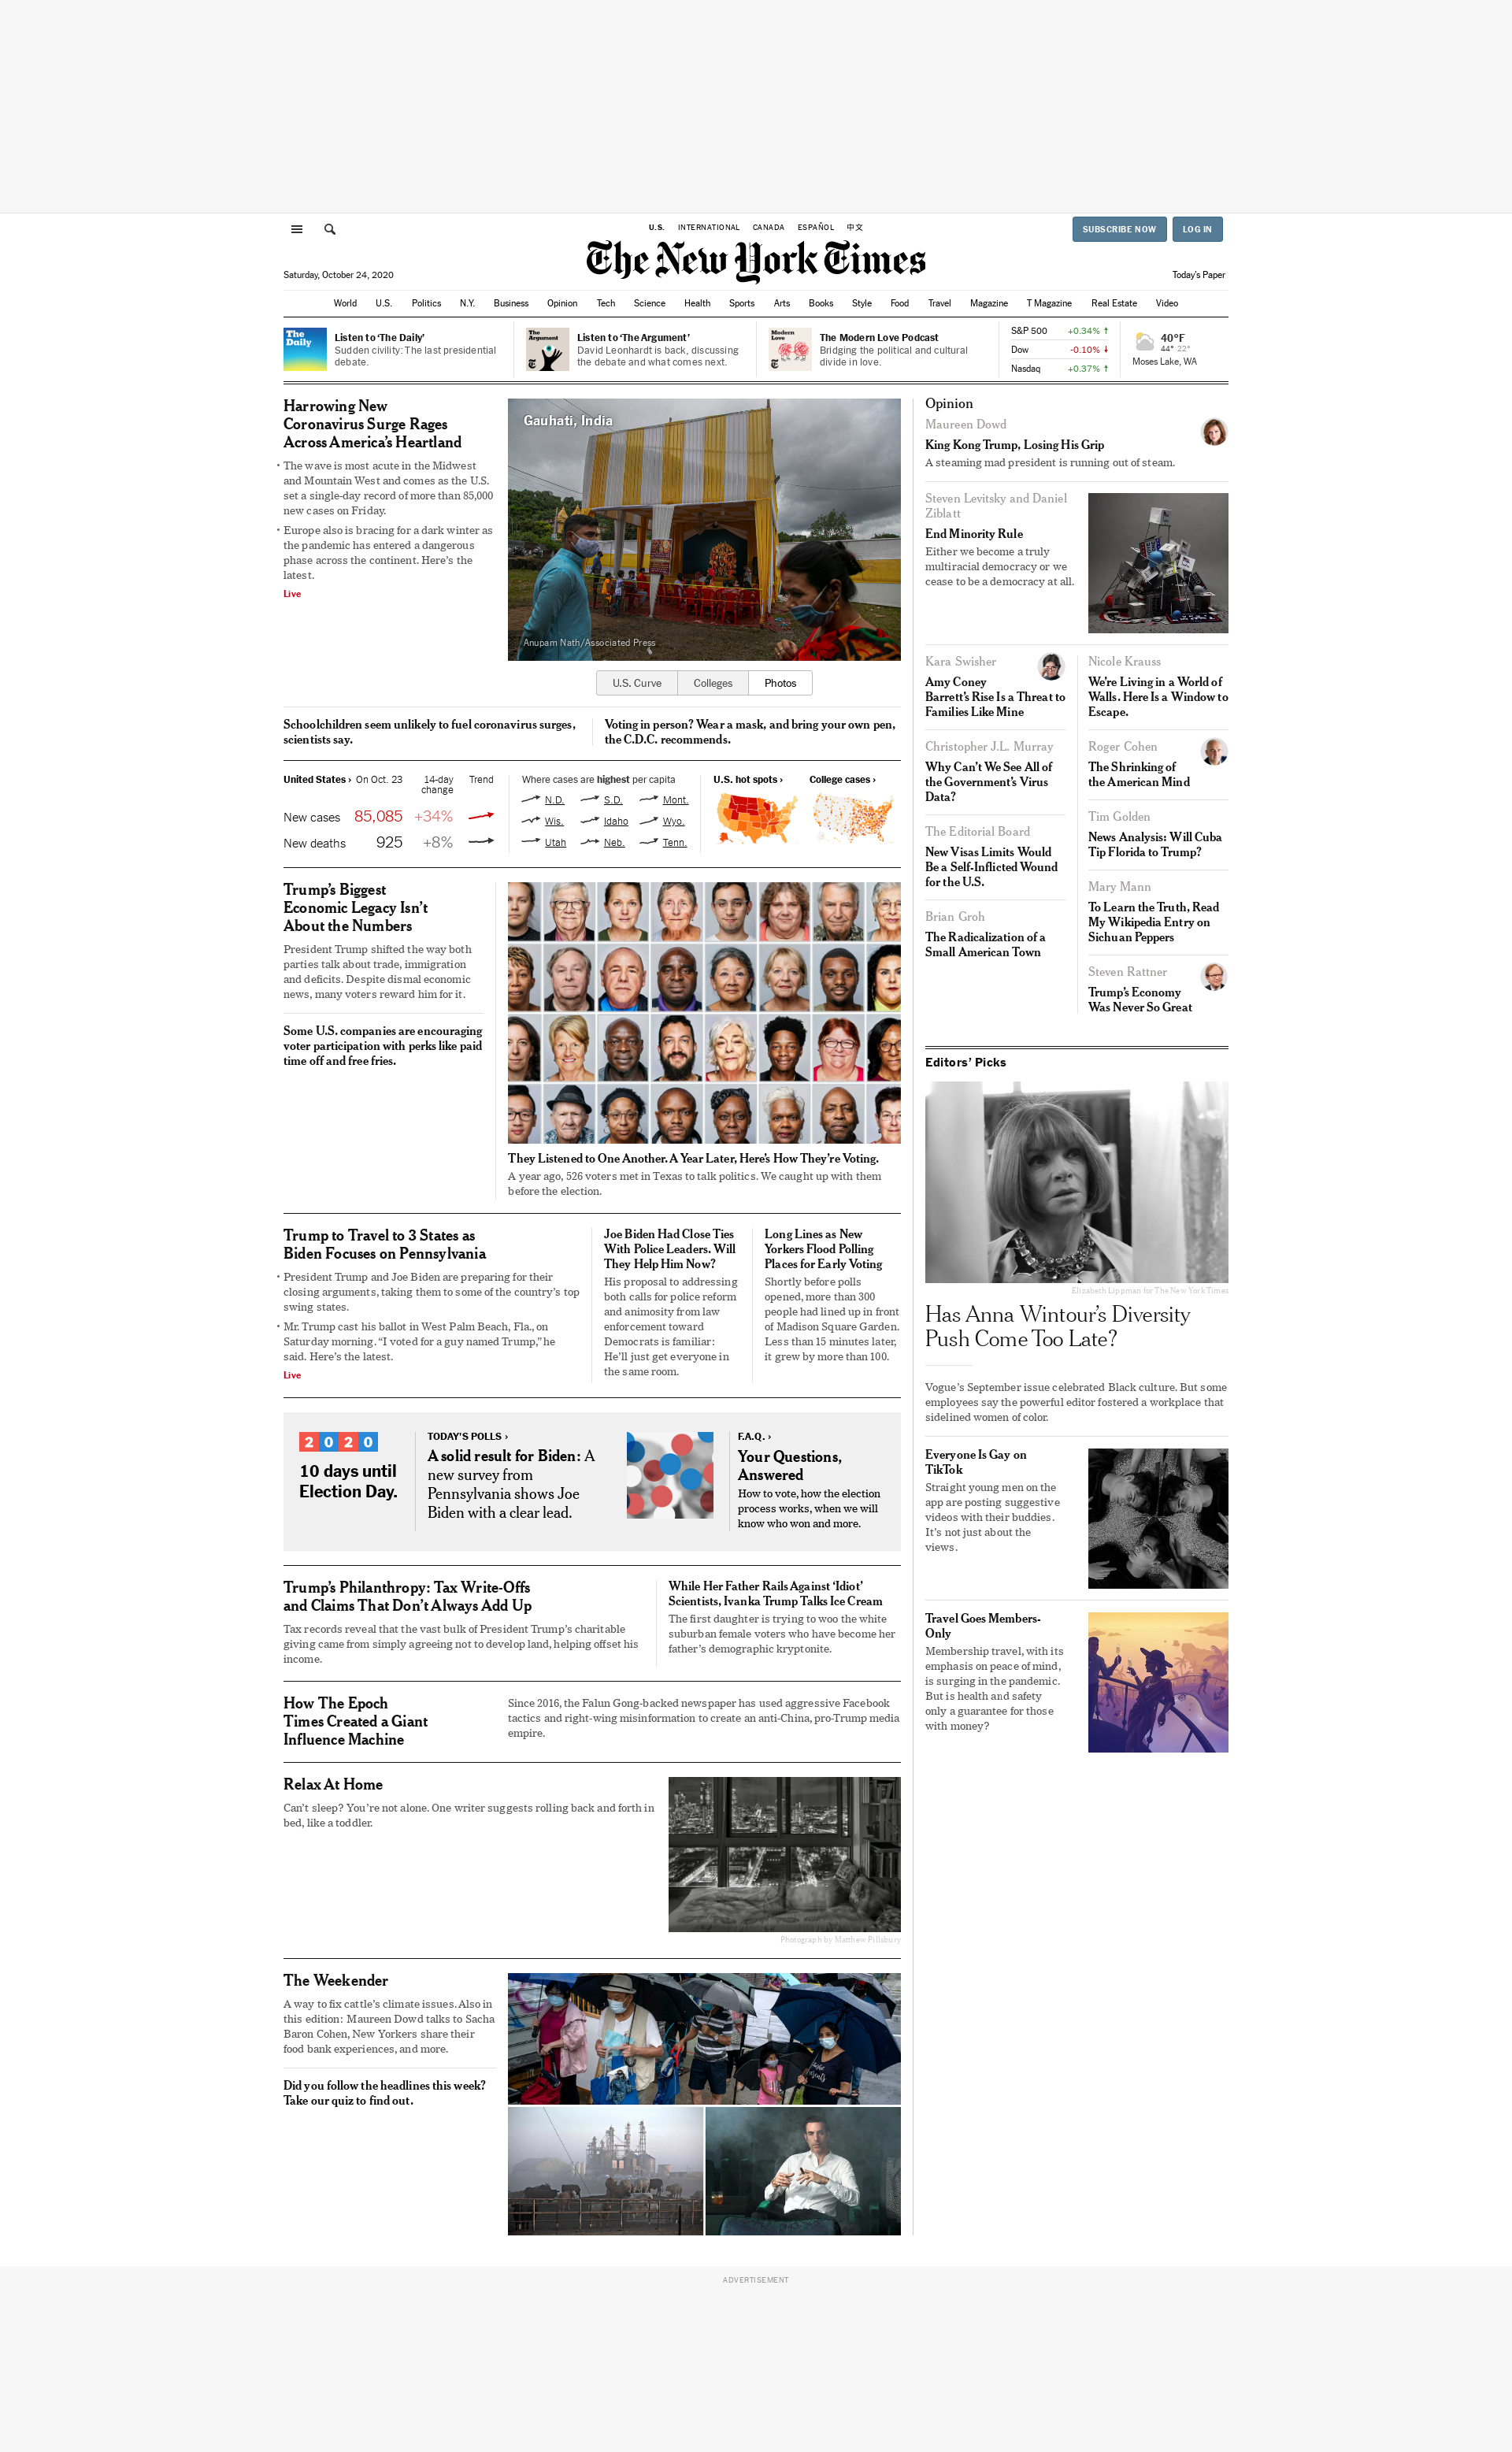 U.S. INTERNATIONAL CANADA ESPAÑOL 中文
SUBSCRIBE NOW LOG IN
The New York Times
Saturday, October 24, 2020
Today's Paper
World U.S. Politics N.Y. Business Opinion Tech Science Health Sports Arts Books Style Food Travel Magazine T Magazine Real Estate Video
The
Daily
Listen to ‘The Daily’
Sudden civility: The last presidential
debate.
The
Argument
Listen to ‘The Argument’
David Leonhardt is back, discussing
the debate and what comes next.
Modern
Love
The Modern Love Podcast
Bridging the political and cultural
divide in love.
S&P 500 +0.34% ↑
Dow -0.10% ↓
Nasdaq +0.37% ↑
40°F
44° 22°
Moses Lake, WA
Harrowing New
Coronavirus Surge Rages
Across America’s Heartland
• The wave is most acute in the Midwest
and Mountain West and comes as the U.S.
set a single-day record of more than 85,000
new cases on Friday.
• Europe also is bracing for a dark winter as
the pandemic has entered a dangerous
phase across the continent. Here’s the
latest.
Live
Gauhati, India
Anupam Nath/Associated Press
U.S. Curve Colleges Photos
Schoolchildren seem unlikely to fuel coronavirus surges,
scientists say.
Voting in person? Wear a mask, and bring your own pen,
the C.D.C. recommends.
United States › On Oct. 23 14-day
change Trend
New cases 85,085 +34%
New deaths 925 +8%
Where cases are highest per capita
N.D. S.D. Mont.
Wis. Idaho Wyo.
Utah Neb. Tenn.
U.S. hot spots ›
College cases ›
Trump’s Biggest
Economic Legacy Isn’t
About the Numbers
President Trump shifted the way both
parties talk about trade, immigration
and deficits. Despite dismal economic
news, many voters reward him for it.
Some U.S. companies are encouraging
voter participation with perks like paid
time off and free fries.
They Listened to One Another. A Year Later, Here’s How They’re Voting.
A year ago, 526 voters met in Texas to talk politics. We caught up with them
before the election.
Trump to Travel to 3 States as
Biden Focuses on Pennsylvania
• President Trump and Joe Biden are preparing for their
closing arguments, taking them to some of the country’s top
swing states.
• Mr. Trump cast his ballot in West Palm Beach, Fla., on
Saturday morning. “I voted for a guy named Trump,” he
said. Here’s the latest.
Live
Joe Biden Had Close Ties
With Police Leaders. Will
They Help Him Now?
His proposal to addressing
both calls for police reform
and animosity from law
enforcement toward
Democrats is familiar:
He’ll just get everyone in
the same room.
Long Lines as New
Yorkers Flood Polling
Places for Early Voting
Shortly before polls
opened, more than 300
people had lined up in front
of Madison Square Garden.
Less than 15 minutes later,
it grew by more than 100.
2020
10 days until
Election Day.
TODAY’S POLLS ›
A solid result for Biden: A
new survey from
Pennsylvania shows Joe
Biden with a clear lead.
F.A.Q. ›
Your Questions,
Answered
How to vote, how the election
process works, when we will
know who won and more.
Trump’s Philanthropy: Tax Write-Offs
and Claims That Don’t Always Add Up
Tax records reveal that the vast bulk of President Trump’s charitable
giving came from simply agreeing not to develop land, helping offset his
income.
While Her Father Rails Against ‘Idiot’
Scientists, Ivanka Trump Talks Ice Cream
The first daughter is trying to woo the white
suburban female voters who have become her
father’s demographic kryptonite.
How The Epoch
Times Created a Giant
Influence Machine
Since 2016, the Falun Gong-backed newspaper has used aggressive Facebook
tactics and right-wing misinformation to create an anti-China, pro-Trump media
empire.
Relax At Home
Can’t sleep? You’re not alone. One writer suggests rolling back and forth in
bed, like a toddler.
Photograph by Matthew Pillsbury
The Weekender
A way to fix cattle’s climate issues. Also in
this edition: Maureen Dowd talks to Sacha
Baron Cohen, New Yorkers share their
food bank experiences, and more.
Did you follow the headlines this week?
Take our quiz to find out.
Opinion
Maureen Dowd
King Kong Trump, Losing His Grip
A steaming mad president is running out of steam.
Steven Levitsky and Daniel
Ziblatt
End Minority Rule
Either we become a truly
multiracial democracy or we
cease to be a democracy at all.
Kara Swisher
Amy Coney
Barrett’s Rise Is a Threat to
Families Like Mine
Christopher J.L. Murray
Why Can’t We See All of
the Government’s Virus
Data?
The Editorial Board
New Visas Limits Would
Be a Self-Inflicted Wound
for the U.S.
Brian Groh
The Radicalization of a
Small American Town
Nicole Krauss
We’re Living in a World of
Walls. Here Is a Window to
Escape.
Roger Cohen
The Shrinking of
the American Mind
Tim Golden
News Analysis: Will Cuba
Tip Florida to Trump?
Mary Mann
To Learn the Truth, Read
My Wikipedia Entry on
Sichuan Peppers
Steven Rattner
Trump’s Economy
Was Never So Great
Editors’ Picks
Elizabeth Lippman for The New York Times
Has Anna Wintour’s Diversity
Push Come Too Late?
Vogue’s September issue celebrated Black culture. But some
employees say the powerful editor fostered a workplace that
sidelined women of color.
Everyone Is Gay on
TikTok
Straight young men on the
app are posting suggestive
videos with their buddies.
It’s not just about the
views.
Travel Goes Members-
Only
Membership travel, with its
emphasis on peace of mind,
is surging in the pandemic.
But is health and safety
only a guarantee for those
with money?
ADVERTISEMENT